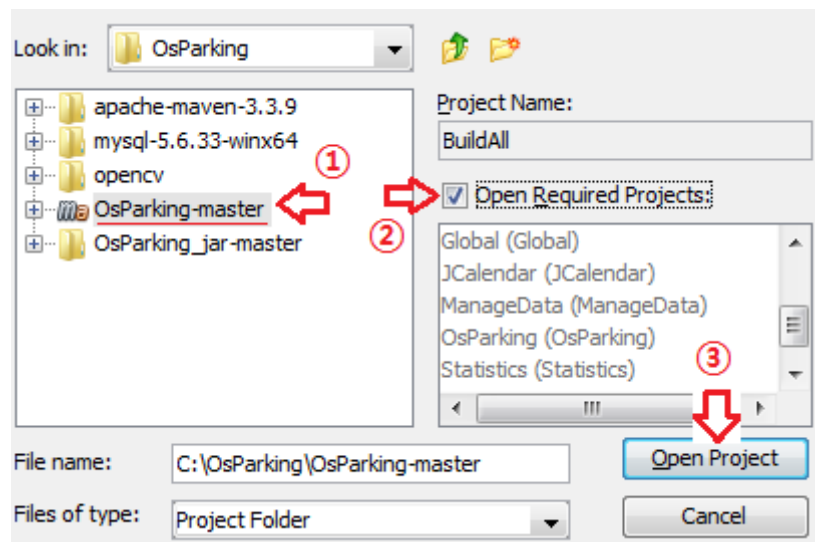 Look in: OsParking
apache-maven-3.3.9
mysql-5.6.33-winx64
opencv
①
OsParking-master
OsParking_jar-master
Project Name:
BuildAll
②
Open Required Projects:
Global (Global)
JCalendar (JCalendar)
ManageData (ManageData)
OsParking (OsParking)
Statistics (Statistics)
③
File name: C:\OsParking\OsParking-master
Open Project
Files of type: Project Folder
Cancel